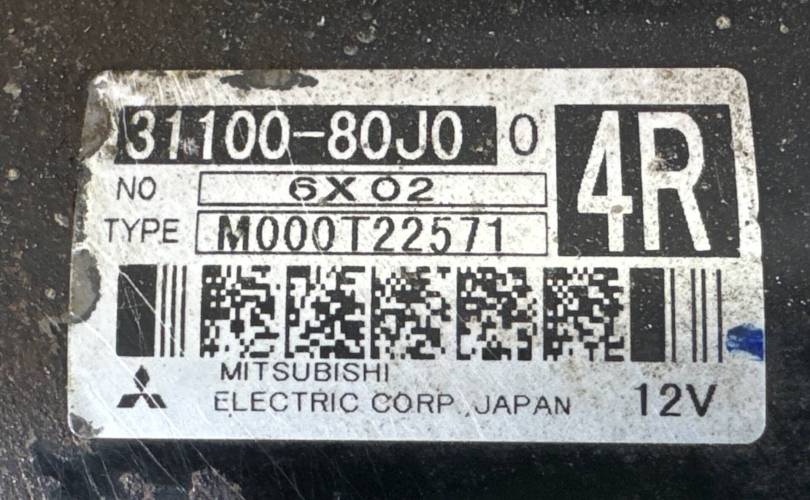 31100-80J0 0
4R
NO 6X02
TYPE M000T22571
MITSUBISHI
ELECTRIC CORP. JAPAN 12V